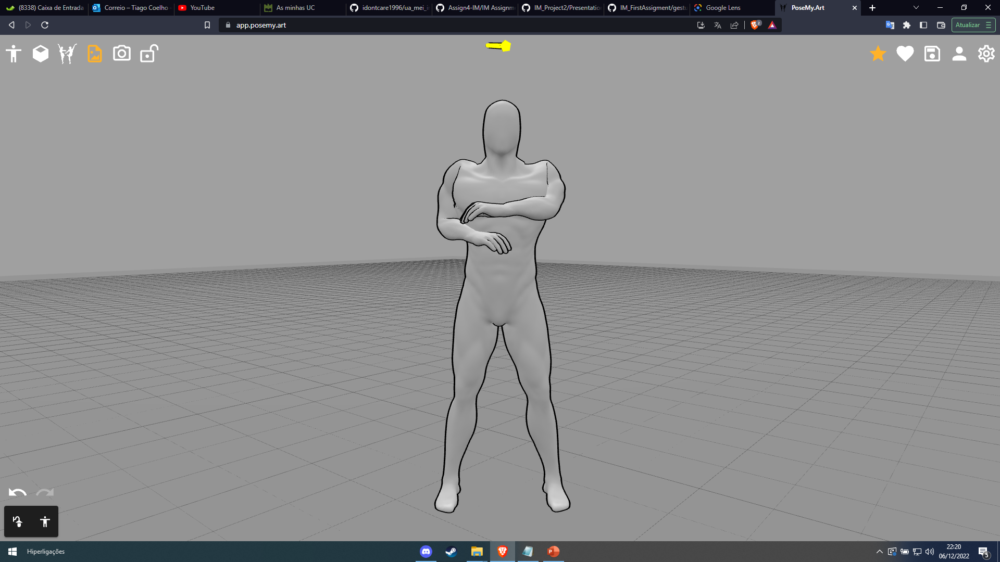 (8338) Caixa de Entrada
Correio – Tiago Coelho
YouTube
As minhas UC
idontcare1996/ua_mei_i
Assign4-IM/IM Assignm
IM_Project2/Presentatio
IM_FirstAssigment/gestu
Google Lens
PoseMy.Art
app.posemy.art
2
Atualizar
Hiperligações
22:20
06/12/2022
5